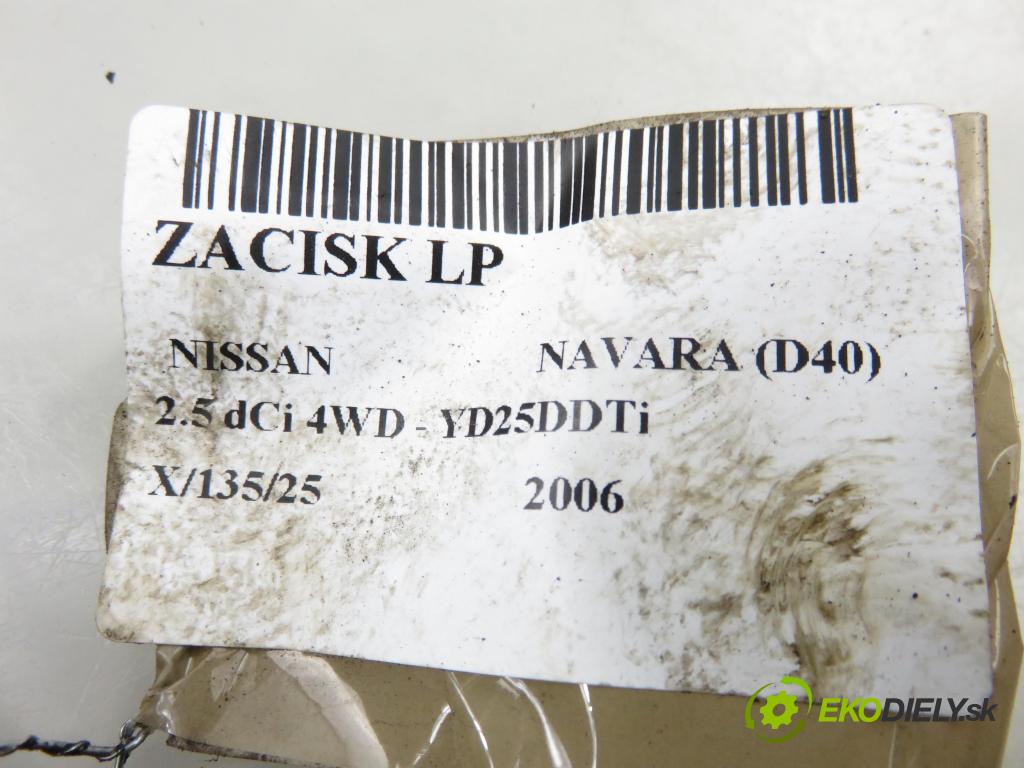 ZACISK LP
NISSAN NAVARA (D40)
2.5 dCi 4WD - YD25DDTi
X/135/25 2006
EKODIELY.sk